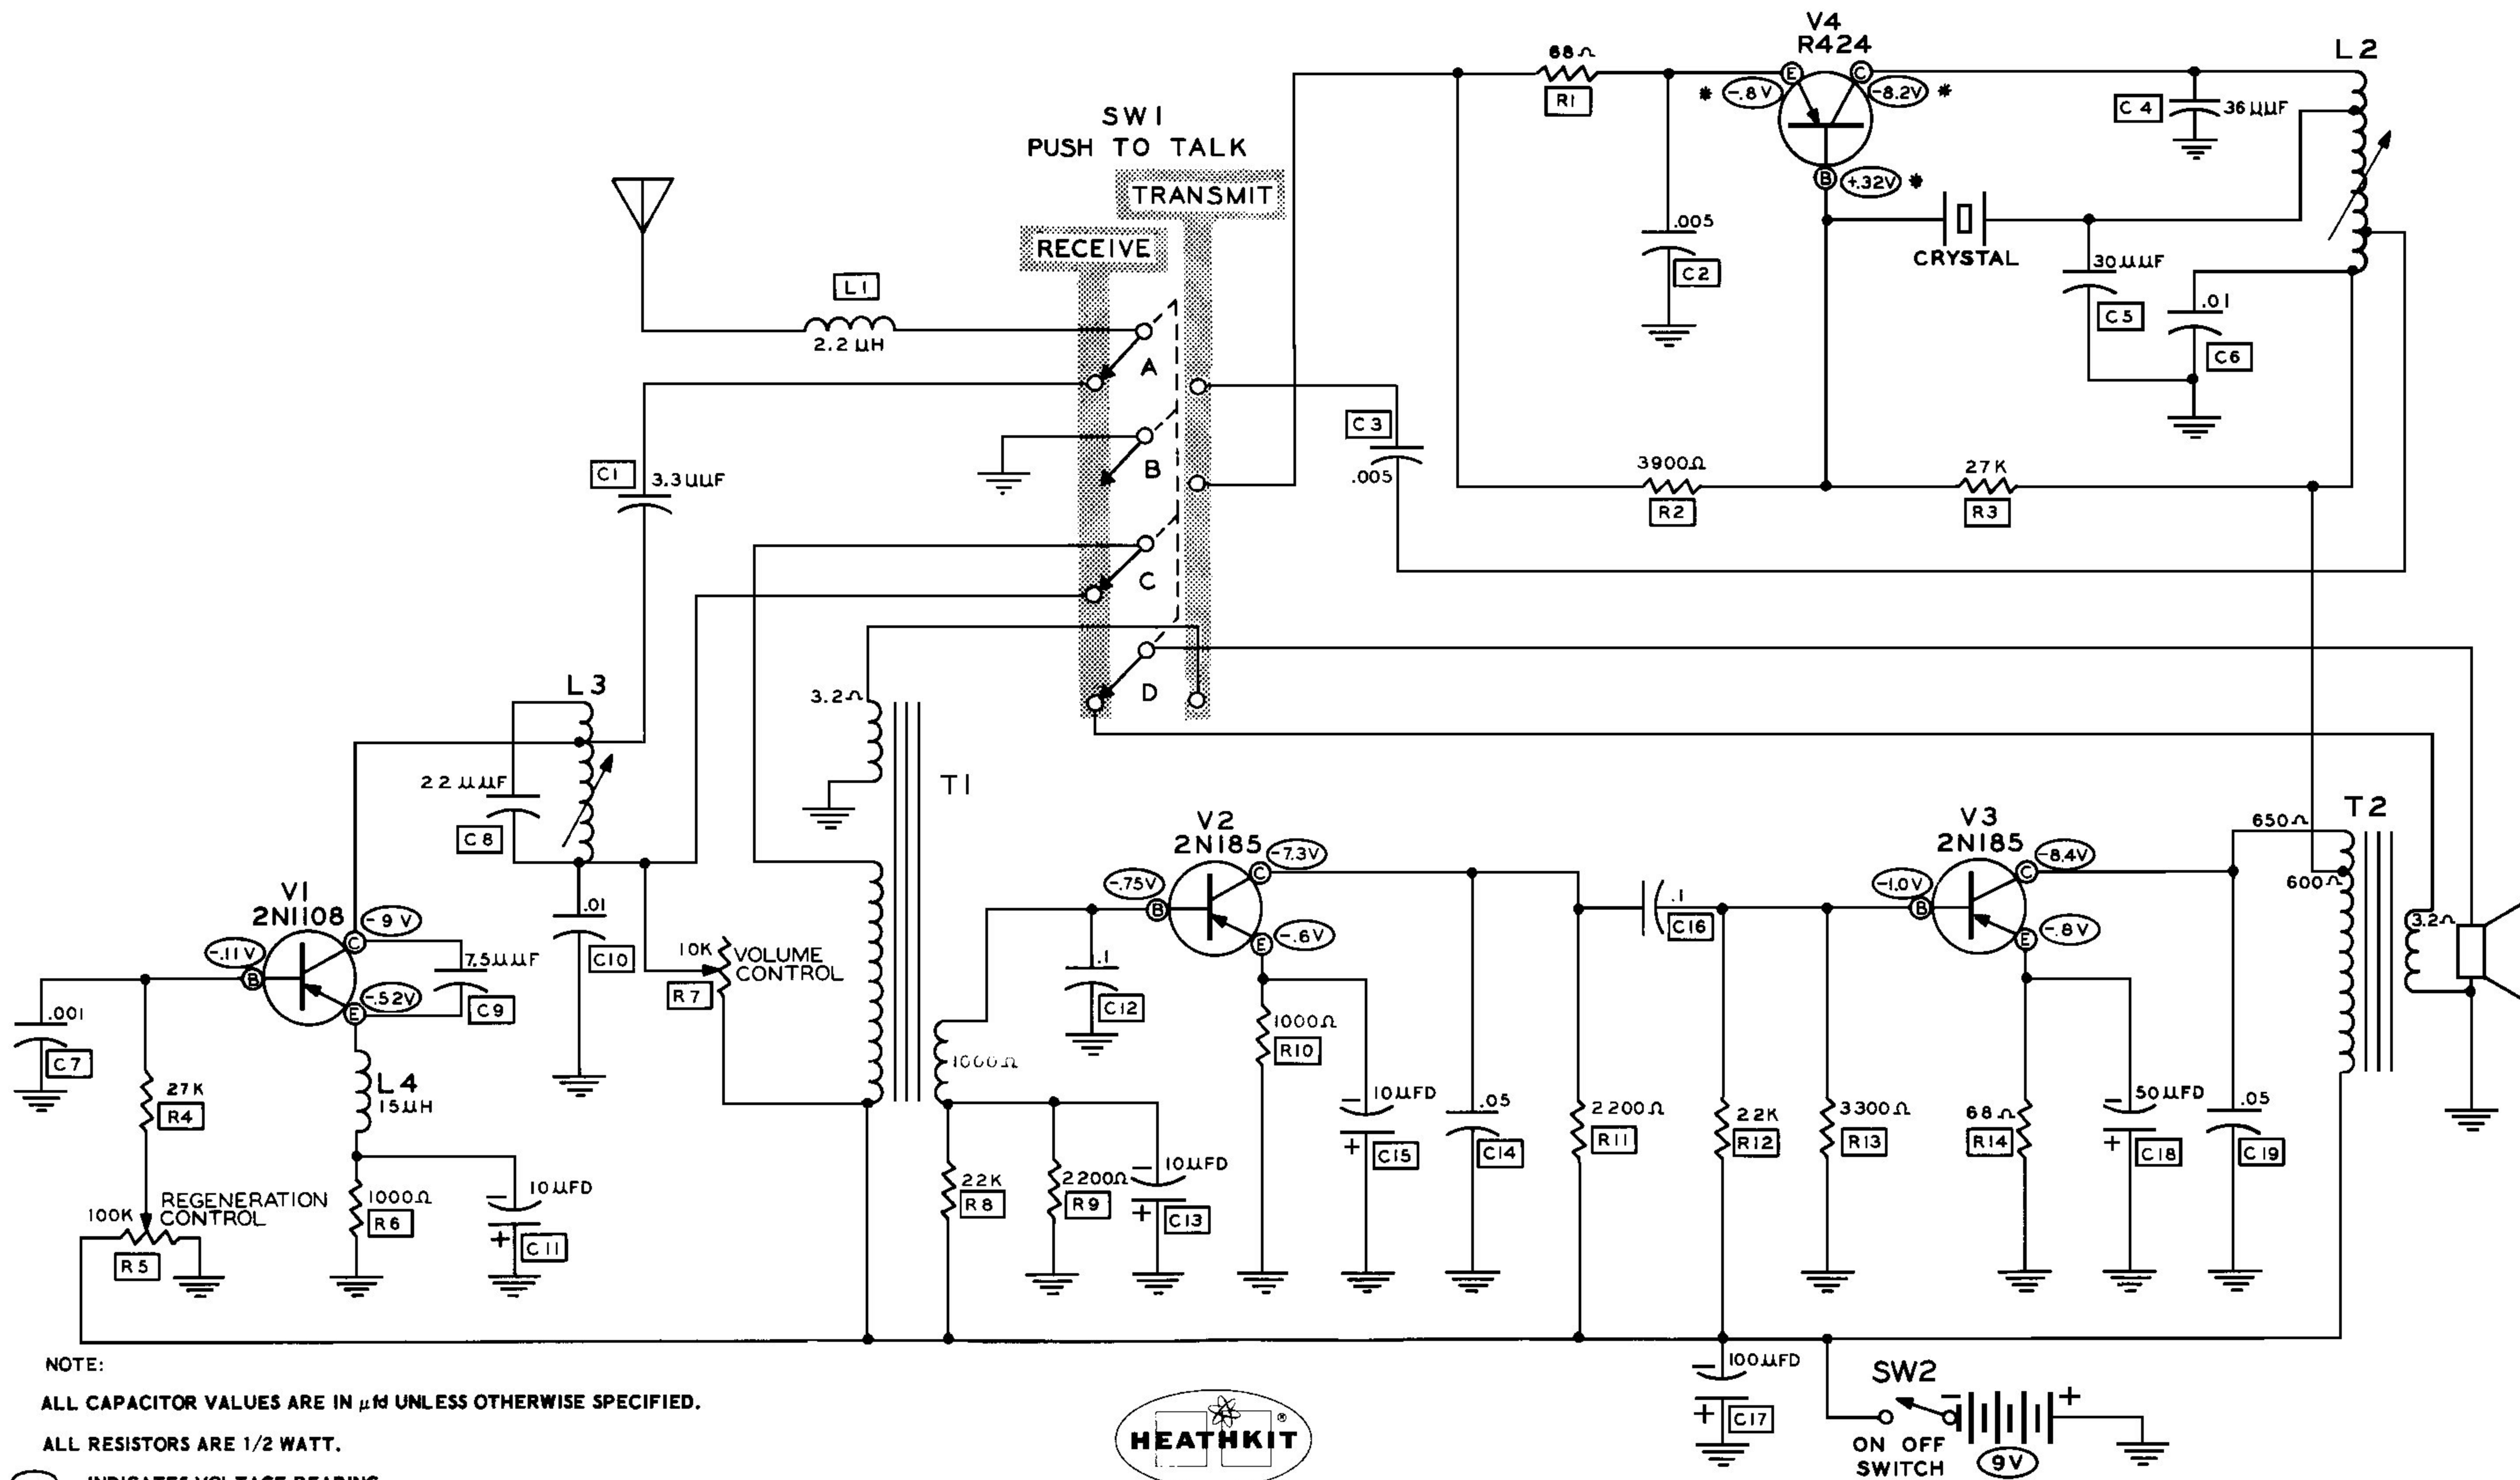 V4
R424
L2
68Ω
R1
* -.8V
-8.2V *
E
C
C4
36µµF
SW1
PUSH TO TALK
TRANSMIT
RECEIVE
B
+.32V *
.005
C2
CRYSTAL
30µµF
C5
.01
C6
L1
2.2µH
A
C3
.005
B
C1
3.3µµF
3900Ω
R2
27K
R3
C
D
L3
3.2Ω
T1
22µµF
C8
V2
2N185
-7.3V
-.75V
B
C
E
-.6V
V3
2N185
-8.4V
-1.0V
B
C
E
-.8V
T2
650Ω
600Ω
3.2Ω
V1
2N1108
-9V
-.11V
B
C
E
-.52V
7.5µµF
C9
.01
C10
10K
VOLUME
CONTROL
R7
.1
C12
.1
C16
.001
C7
1000Ω
1000Ω
R10
27K
R4
L4
15µH
10µFD
C15
.05
C14
2200Ω
R11
22K
R12
3300Ω
R13
68Ω
R14
50µFD
C18
.05
C19
REGENERATION
CONTROL
100K
R5
1000Ω
R6
10µFD
C11
22K
R8
2200Ω
R9
10µFD
C13
NOTE:
ALL CAPACITOR VALUES ARE IN µfd UNLESS OTHERWISE SPECIFIED.
ALL RESISTORS ARE 1/2 WATT.
INDICATES VOLTAGE READING
HEATHKIT®
100µFD
C17
SW2
ON OFF
SWITCH
9V